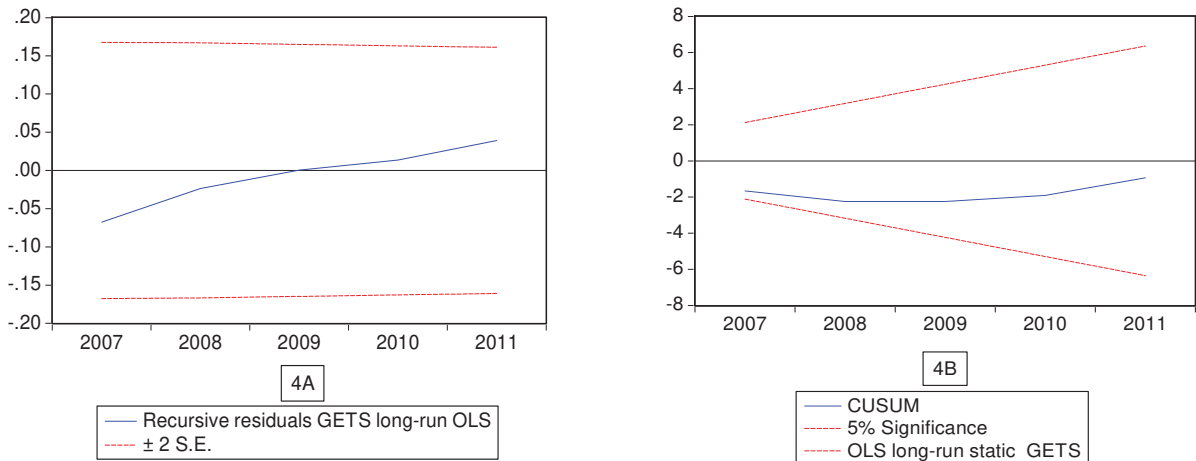 .20
.15
.10
.05
.00
-.05
-.10
-.15
-.20
2007 2008 2009 2010 2011
4A
Recursive residuals GETS long-run OLS
± 2 S.E.
8
6
4
2
0
-2
-4
-6
-8
2007 2008 2009 2010 2011
4B
CUSUM
5% Significance
OLS long-run static GETS